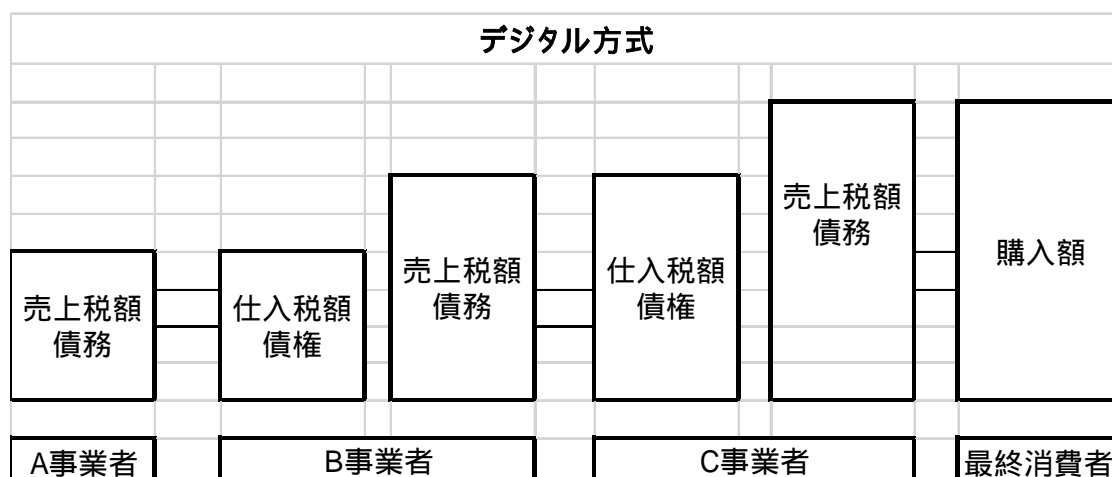 デジタル方式
売上税額
債務
仕入税額
債権
売上税額
債務
仕入税額
債権
売上税額
債務
購入額
A事業者
B事業者
C事業者
最終消費者